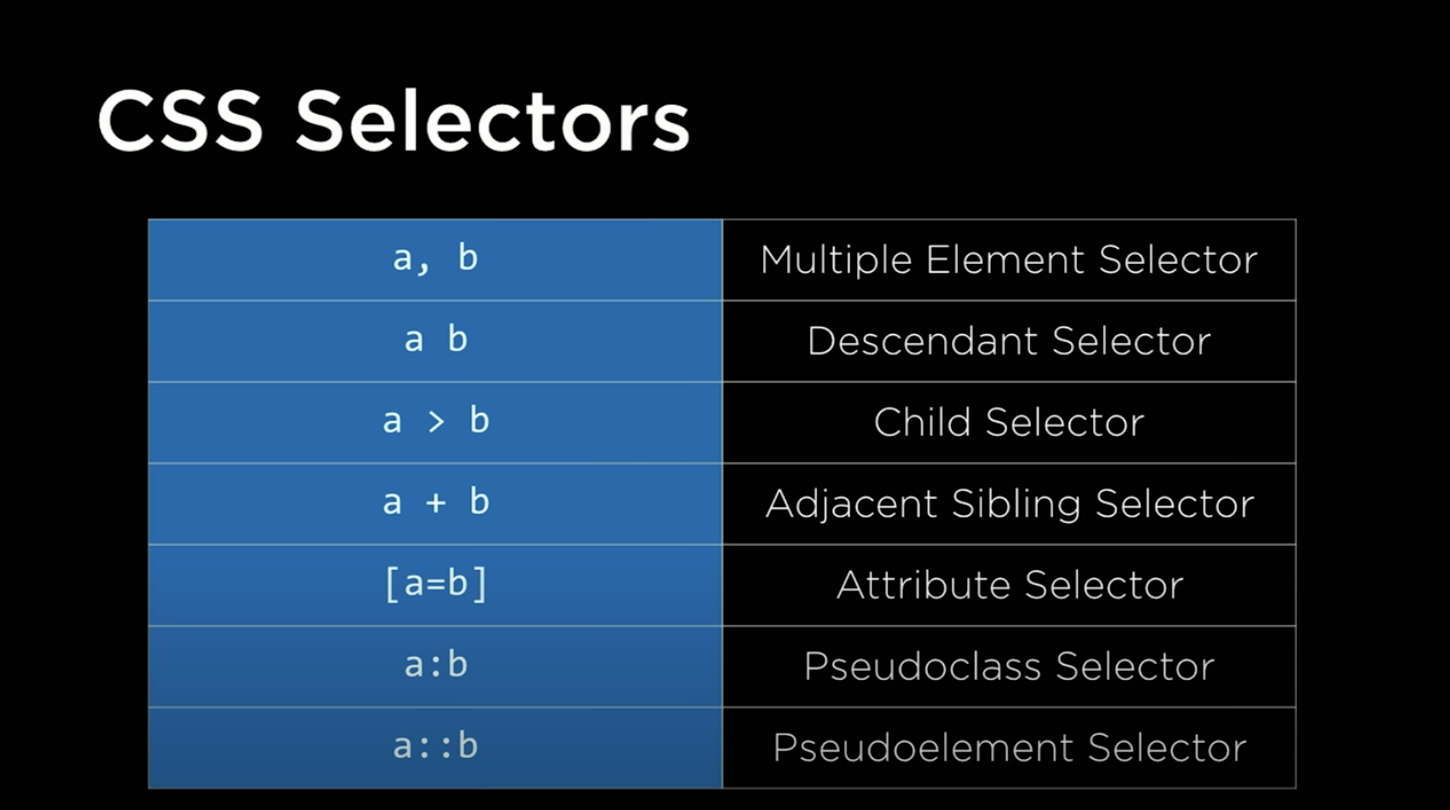 CSS Selectors
a, b Multiple Element Selector
a b Descendant Selector
a > b Child Selector
a + b Adjacent Sibling Selector
[a=b] Attribute Selector
a:b Pseudoclass Selector
a::b Pseudoelement Selector